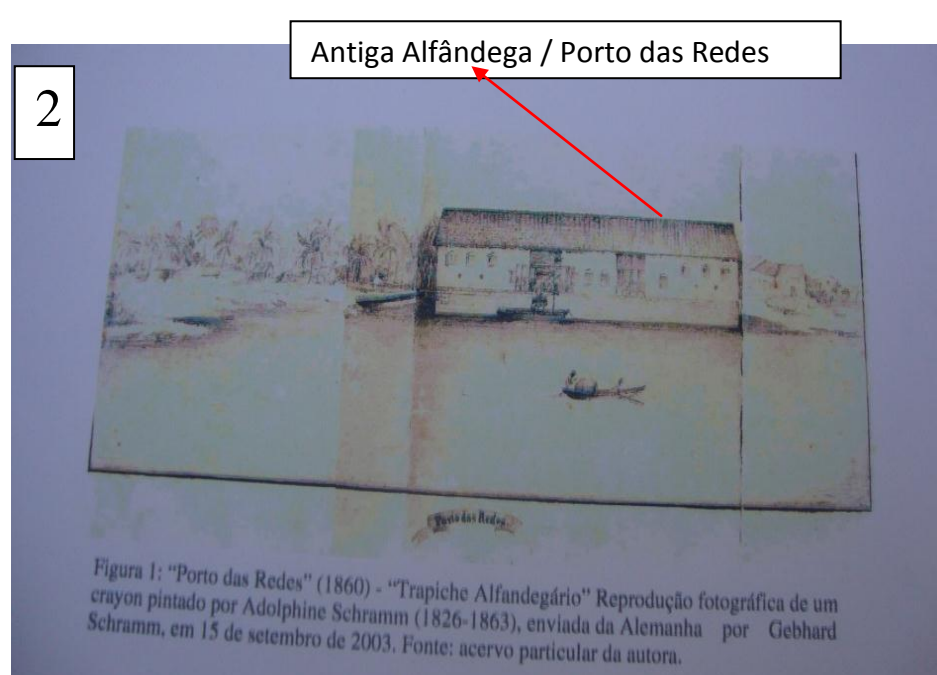 Antiga Alfândega / Porto das Redes
2
Porto das Redes
Figura 1: “Porto das Redes” (1860) - “Trapiche Alfandegário” Reprodução fotográfica de um
crayon pintado por Adolphine Schramm (1826-1863), enviada da Alemanha por Gebhard
Schramm, em 15 de setembro de 2003. Fonte: acervo particular da autora.